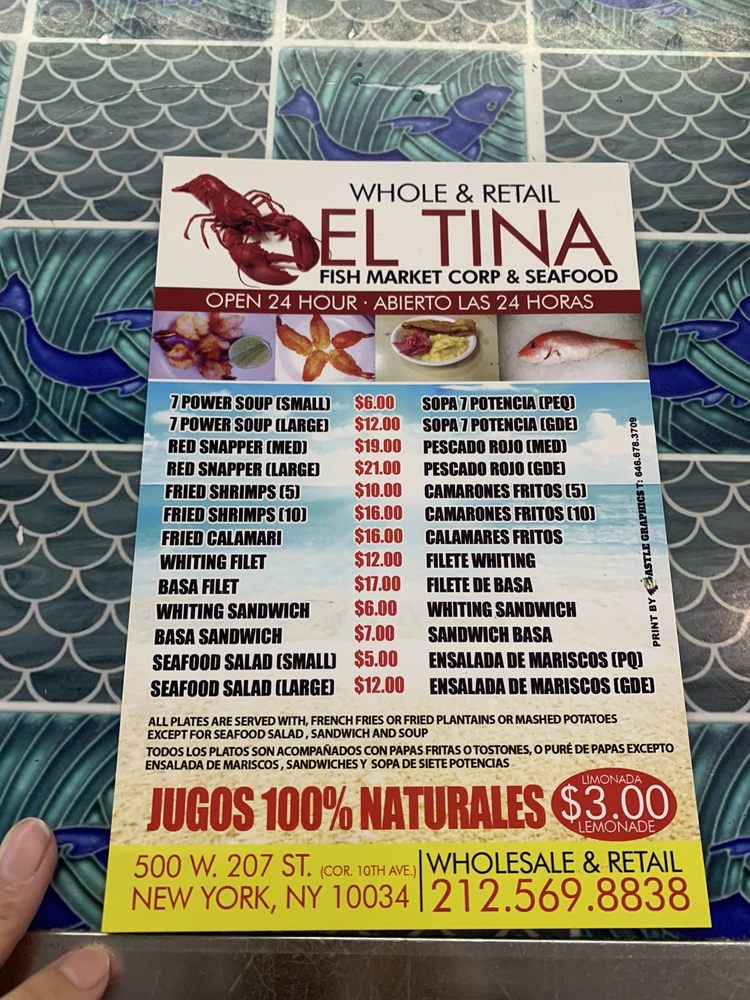 WHOLE & RETAIL
EL TINA
FISH MARKET CORP & SEAFOOD
OPEN 24 HOUR · ABIERTO LAS 24 HORAS
7 POWER SOUP (SMALL) $6.00 SOPA 7 POTENCIA (PEQ)
7 POWER SOUP (LARGE) $12.00 SOPA 7 POTENCIA (GDE)
RED SNAPPER (MED) $19.00 PESCADO ROJO (MED)
RED SNAPPER (LARGE) $21.00 PESCADO ROJO (GDE)
FRIED SHRIMPS (5) $10.00 CAMARONES FRITOS (5)
FRIED SHRIMPS (10) $16.00 CAMARONES FRITOS (10)
FRIED CALAMARI $16.00 CALAMARES FRITOS
WHITING FILET $12.00 FILETE WHITING
BASA FILET $17.00 FILETE DE BASA
WHITING SANDWICH $6.00 WHITING SANDWICH
BASA SANDWICH $7.00 SANDWICH BASA
SEAFOOD SALAD (SMALL) $5.00 ENSALADA DE MARISCOS (PQ)
SEAFOOD SALAD (LARGE) $12.00 ENSALADA DE MARISCOS (GDE)
PRINT BY CASTLE GRAPHICS T: 646.678.3709
ALL PLATES ARE SERVED WITH, FRENCH FRIES OR FRIED PLANTAINS OR MASHED POTATOES
EXCEPT FOR SEAFOOD SALAD , SANDWICH AND SOUP
TODOS LOS PLATOS SON ACOMPAÑADOS CON PAPAS FRITAS O TOSTONES, O PURÉ DE PAPAS EXCEPTO
ENSALADA DE MARISCOS , SANDWICHES Y SOPA DE SIETE POTENCIAS
JUGOS 100% NATURALES
LIMONADA
$3.00
LEMONADE
500 W. 207 ST. (COR. 10TH AVE.)
NEW YORK, NY 10034
WHOLESALE & RETAIL
212.569.8838